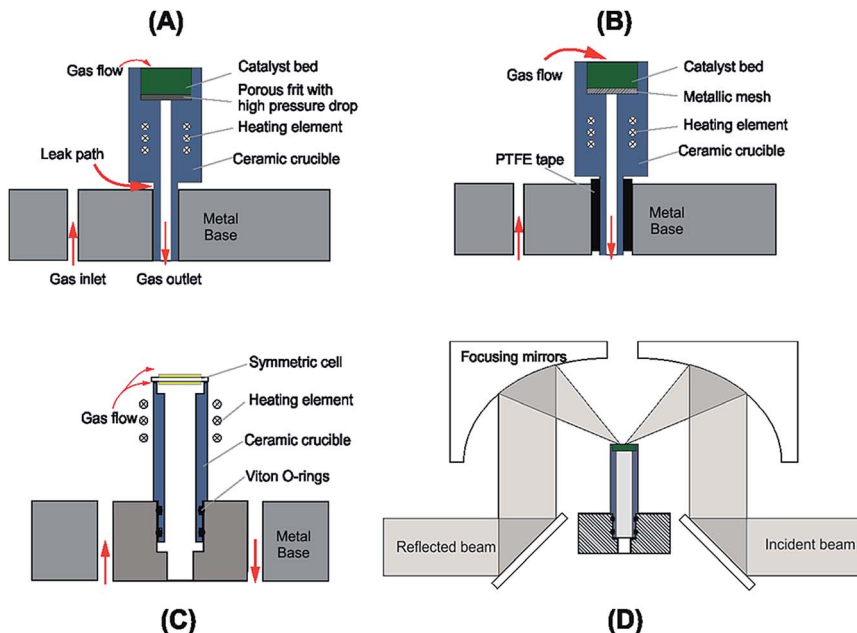 (A)
Gas flow
Catalyst bed
Porous frit with
high pressure drop
Heating element
Leak path
Ceramic crucible
Metal
Base
Gas inlet
Gas outlet
(B)
Gas flow
Catalyst bed
Metallic mesh
Heating element
PTFE tape
Ceramic crucible
Metal
Base
Symmetric cell
Heating element
Gas flow
Ceramic crucible
Viton O-rings
Metal
Base
(C)
Focusing mirrors
Reflected beam
Incident beam
(D)